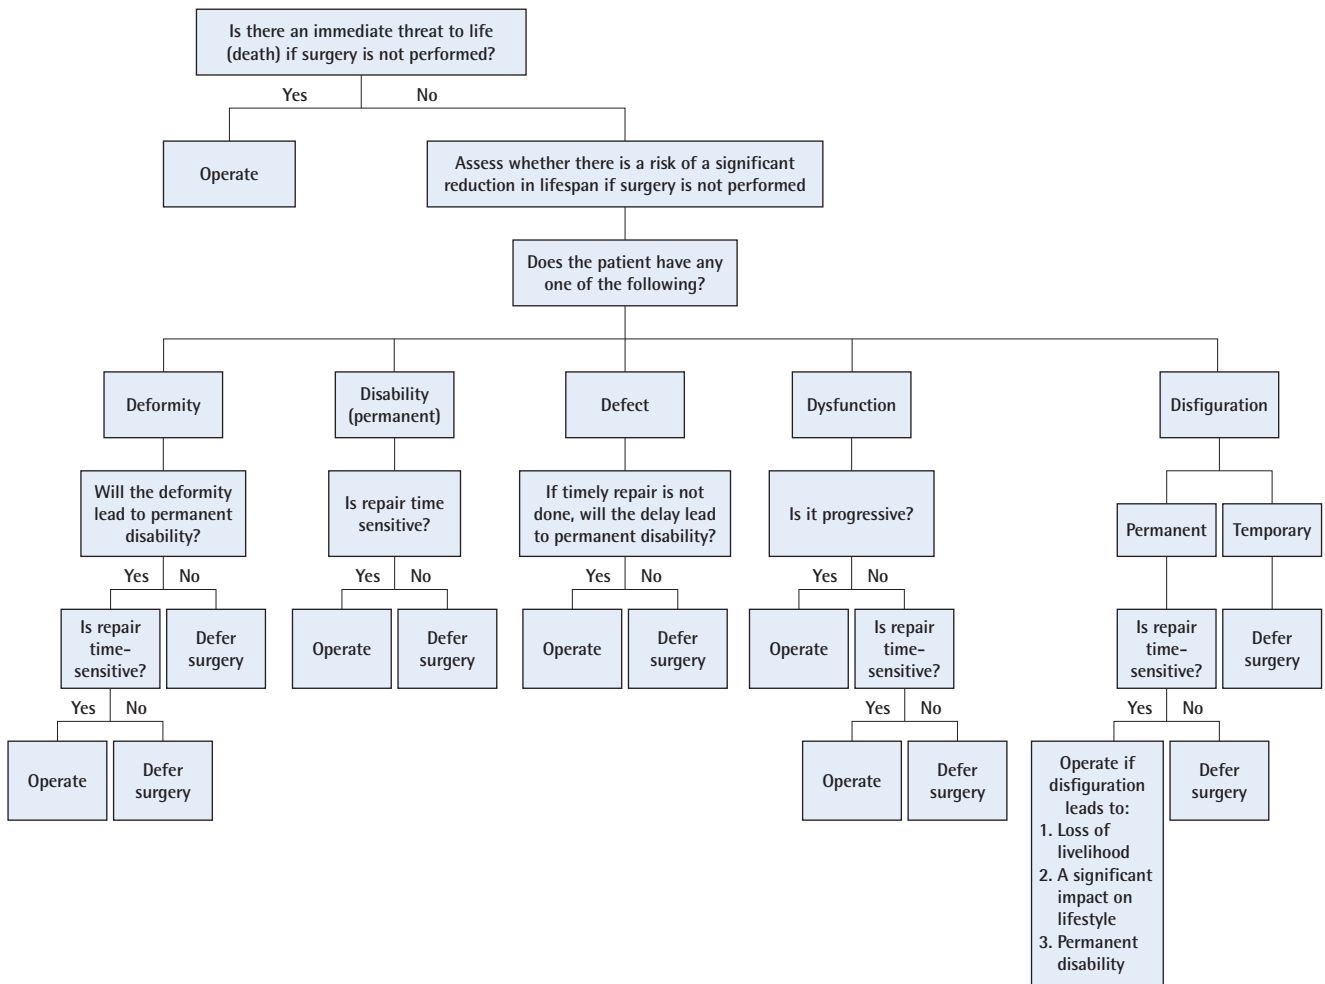 Is there an immediate threat to life
(death) if surgery is not performed?
Yes
No
Operate
Assess whether there is a risk of a significant
reduction in lifespan if surgery is not performed
Does the patient have any
one of the following?
Deformity
Disability
(permanent)
Defect
Dysfunction
Disfiguration
Will the deformity
lead to permanent
disability?
Is repair time
sensitive?
If timely repair is not
done, will the delay lead
to permanent disability?
Is it progressive?
Permanent
Temporary
Yes
No
Yes
No
Yes
No
Yes
No
Is repair
time-
sensitive?
Defer
surgery
Operate
Defer
surgery
Operate
Defer
surgery
Operate
Is repair
time-
sensitive?
Is repair
time-
sensitive?
Defer
surgery
Yes
No
Yes
No
Yes
No
Operate
Defer
surgery
Operate
Defer
surgery
Operate if
disfiguration
leads to:
1. Loss of
livelihood
2. A significant
impact on
lifestyle
3. Permanent
disability
Defer
surgery